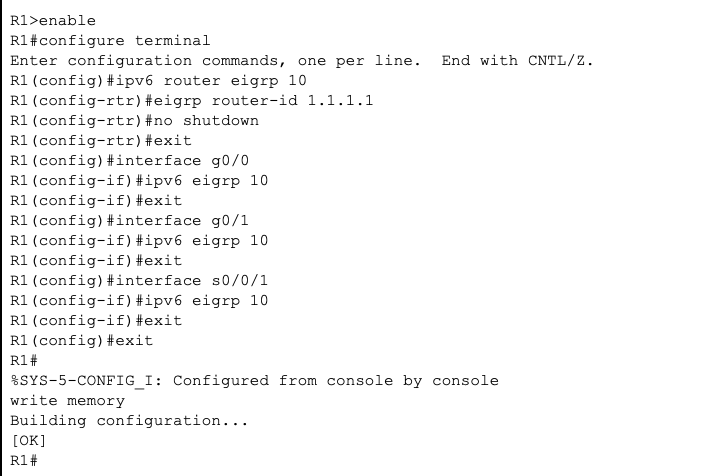 R1>enable
R1#configure terminal
Enter configuration commands, one per line.  End with CNTL/Z.
R1(config)#ipv6 router eigrp 10
R1(config-rtr)#eigrp router-id 1.1.1.1
R1(config-rtr)#no shutdown
R1(config-rtr)#exit
R1(config)#interface g0/0
R1(config-if)#ipv6 eigrp 10
R1(config-if)#exit
R1(config)#interface g0/1
R1(config-if)#ipv6 eigrp 10
R1(config-if)#exit
R1(config)#interface s0/0/1
R1(config-if)#ipv6 eigrp 10
R1(config-if)#exit
R1(config)#exit
R1#
%SYS-5-CONFIG_I: Configured from console by console
write memory
Building configuration...
[OK]
R1#